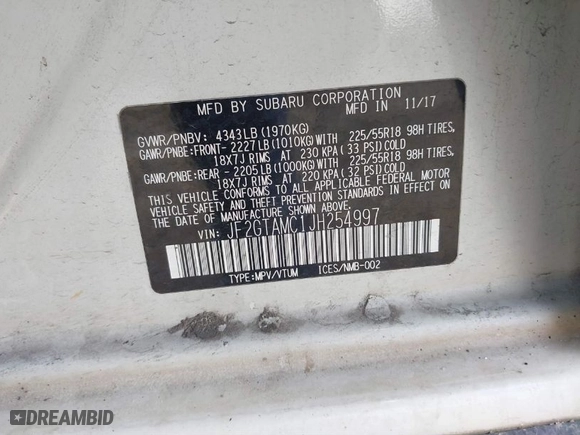 MFD BY SUBARU CORPORATION
MFD IN 11/17
GVWR/PNBV: 4343LB(1970KG)
GAWR/PNBE:FRONT- 2227LB(1010KG)WITH 225/55R18 98H TIRES,
18X7J RIMS AT 230 KPA( 33 PSI)COLD
GAWR/PNBE:REAR - 2205LB(1000KG)WITH 225/55R18 98H TIRES,
18X7J RIMS AT 220 KPA( 32 PSI)COLD
THIS VEHICLE CONFORMS TO ALL APPLICABLE FEDERAL MOTOR
VEHICLE SAFETY AND THEFT PREVENTION STANDARDS IN EFFECT ON
THE DATE OF MANUFACTURE SHOWN ABOVE.
VIN: JF2GTAMC1JH254997
TYPE:MPV/VTUM ICES/NMB-002
DREAMBID